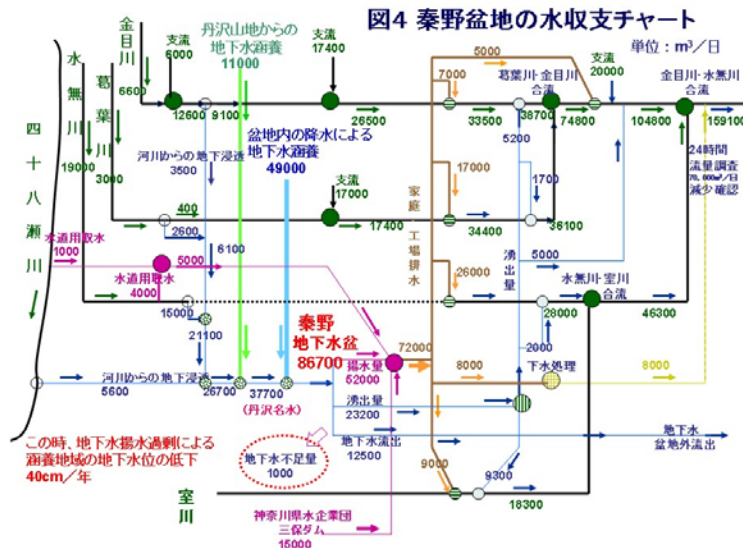 図4 秦野盆地の水収支チャート
単位：m³／日
金目川
水無川
葛葉川
四十八瀬川
支流
6000
丹沢山地からの
地下水涵養
11000
支流
17400
5000
7000
葛葉川・金目川
合流
支流
20000
金目川・水無川
合流
6600
12600
9100
26500
33500
38700
74800
104800
159100
19000
3000
河川からの地下浸透
3500
盆地内の降水による
地下水涵養
49000
5200
24時間
流量調査
70,000m³／日
減少確認
400
2600
支流
17000
17400
17000
34400
1700
36100
家庭・工場排水
湧出量
水道用取水
1000
6100
5000
水道用取水
4000
26000
5000
水無川・室川
合流
15000
28000
46300
21100
秦野
地下水盆
86700
72000
揚水量
52000
2000
下水処理
8000
8000
河川からの地下浸透
5600
26700
37700
(丹沢名水)
湧出量
23200
地下水流出
12500
地下水
盆地外流出
この時、地下水揚水過剰による
涵養地域の地下水位の低下
40cm／年
地下水不足量
1000
9000
9300
18300
室川
神奈川県水企業団
三保ダム
15000